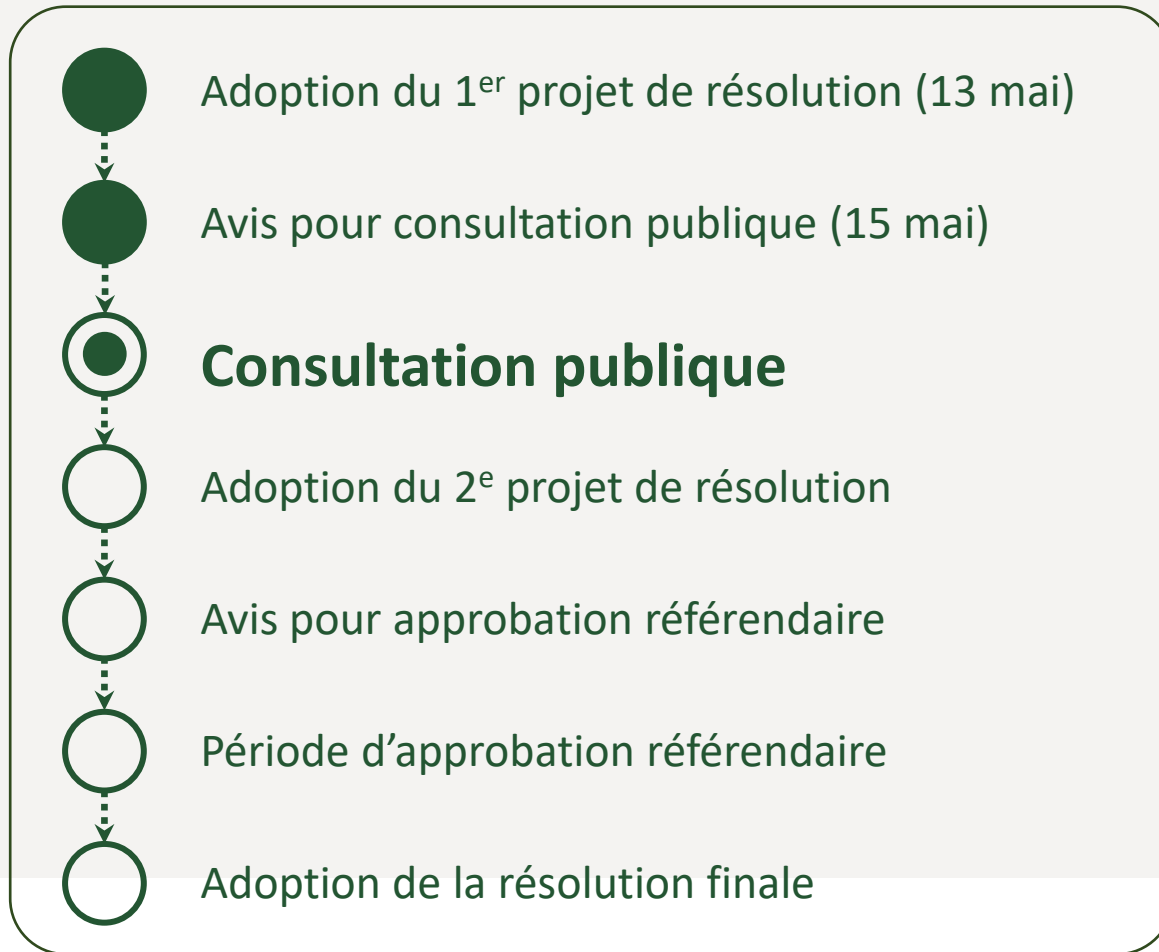 Adoption du 1er projet de résolution (13 mai)
Avis pour consultation publique (15 mai)
Consultation publique
Adoption du 2e projet de résolution
Avis pour approbation référendaire
Période d’approbation référendaire
Adoption de la résolution finale